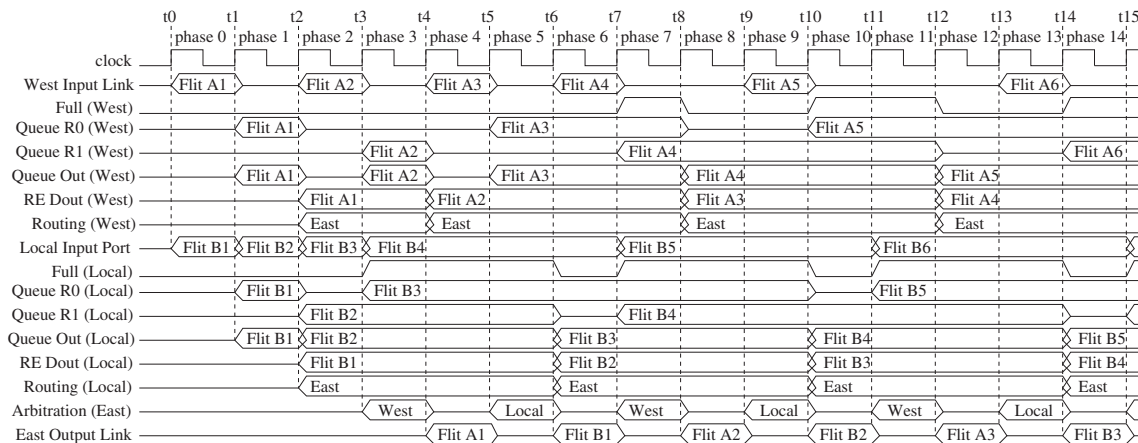 t0 t1 t2 t3 t4 t5 t6 t7 t8 t9 t10 t11 t12 t13 t14 t15
phase 0 phase 1 phase 2 phase 3 phase 4 phase 5 phase 6 phase 7 phase 8 phase 9 phase 10 phase 11 phase 12 phase 13 phase 14
clock
West Input Link Flit A1 Flit A2 Flit A3 Flit A4 Flit A5 Flit A6
Full (West)
Queue R0 (West) Flit A1 Flit A3 Flit A5
Queue R1 (West) Flit A2 Flit A4 Flit A6
Queue Out (West) Flit A1 Flit A2 Flit A3 Flit A4 Flit A5
RE Dout (West) Flit A1 Flit A2 Flit A3 Flit A4
Routing (West) East East East East
Local Input Port Flit B1 Flit B2 Flit B3 Flit B4 Flit B5 Flit B6
Full (Local)
Queue R0 (Local) Flit B1 Flit B3 Flit B5
Queue R1 (Local) Flit B2 Flit B4
Queue Out (Local) Flit B1 Flit B2 Flit B3 Flit B4 Flit B5
RE Dout (Local) Flit B1 Flit B2 Flit B3 Flit B4
Routing (Local) East East East East
Arbitration (East) West Local West Local West Local
East Output Link Flit A1 Flit B1 Flit A2 Flit B2 Flit A3 Flit B3